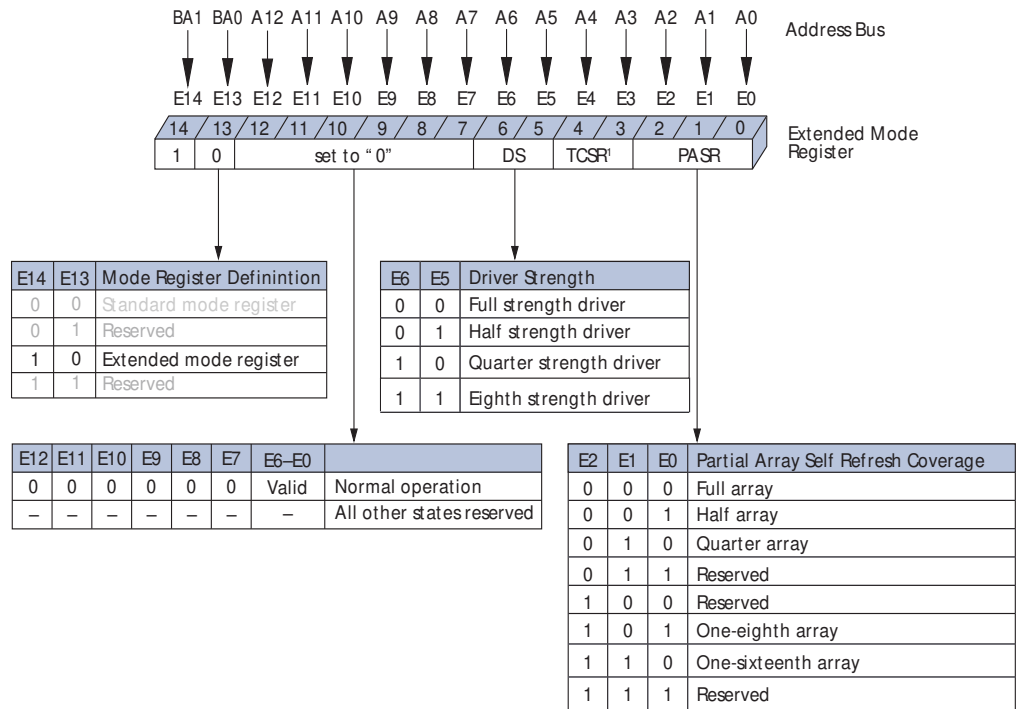 BA1 BA0 A12 A11 A10 A9 A8 A7 A6 A5 A4 A3 A2 A1 A0 Address Bus
E14 E13 E12 E11 E10 E9 E8 E7 E6 E5 E4 E3 E2 E1 E0
14 13 12 11 10 9 8 7 6 5 4 3 2 1 0 Extended Mode Register
1 0 set to "0" DS TCSR¹ PASR
E14 E13 Mode Register Definintion
0 0 Standard mode register
0 1 Reserved
1 0 Extended mode register
1 1 Reserved
E6 E5 Driver Strength
0 0 Full strength driver
0 1 Half strength driver
1 0 Quarter strength driver
1 1 Eighth strength driver
E12 E11 E10 E9 E8 E7 E6–E0
0 0 0 0 0 0 Valid Normal operation
– – – – – – – All other states reserved
E2 E1 E0 Partial Array Self Refresh Coverage
0 0 0 Full array
0 0 1 Half array
0 1 0 Quarter array
0 1 1 Reserved
1 0 0 Reserved
1 0 1 One-eighth array
1 1 0 One-sixteenth array
1 1 1 Reserved